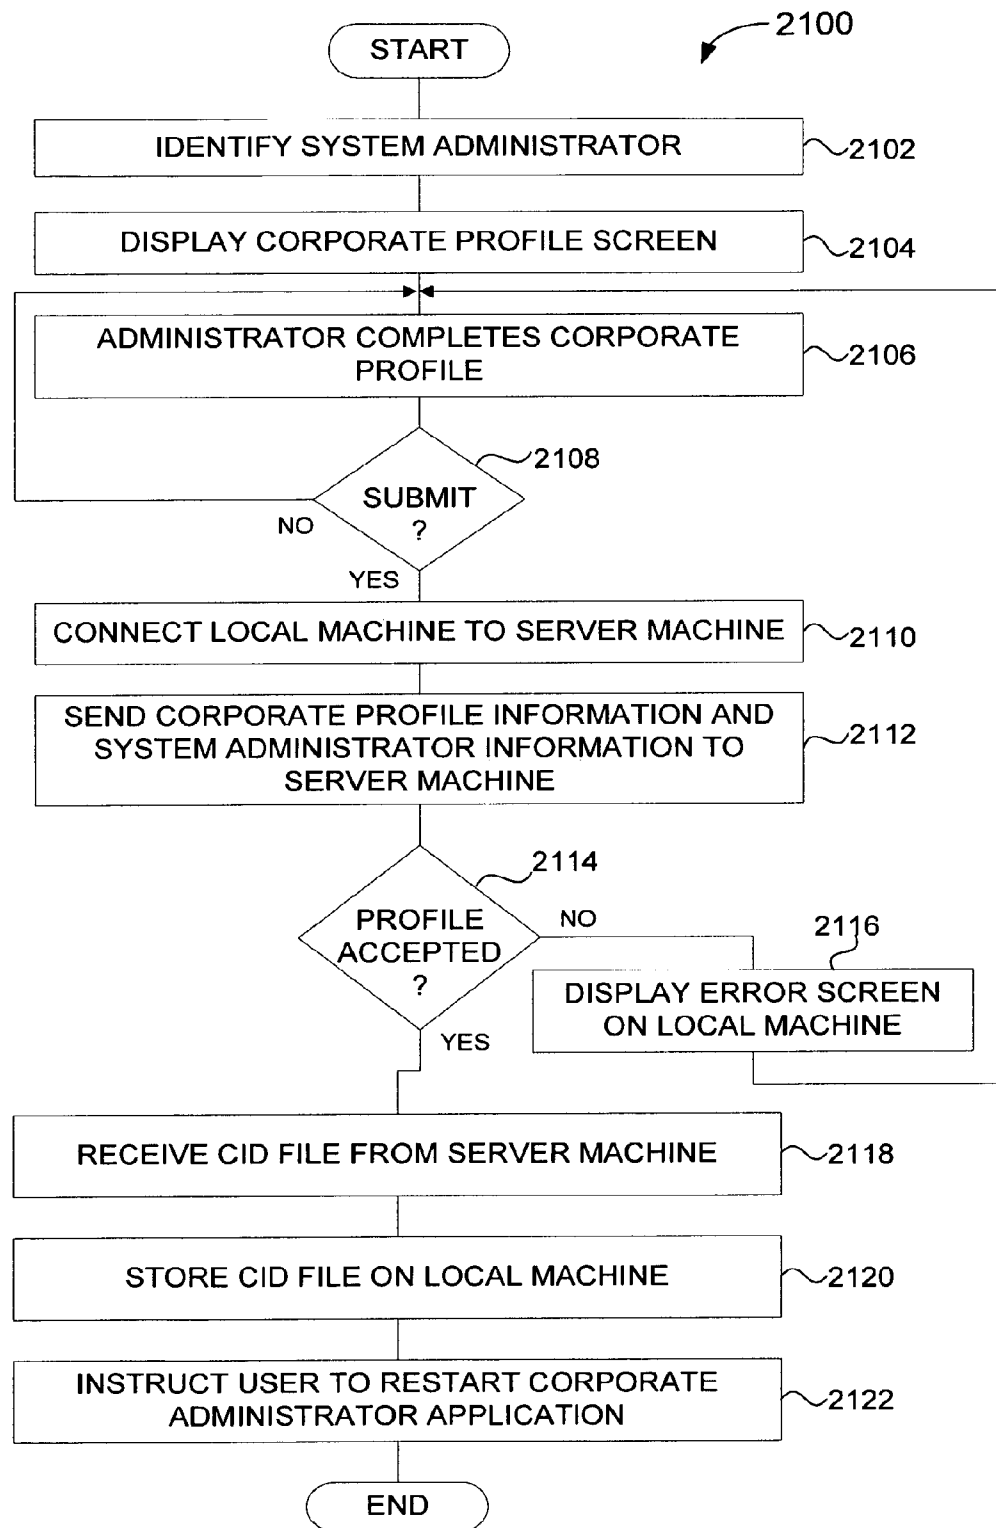 2100
START
IDENTIFY SYSTEM ADMINISTRATOR
2102
DISPLAY CORPORATE PROFILE SCREEN
2104
ADMINISTRATOR COMPLETES CORPORATE
PROFILE
2106
2108
SUBMIT
?
NO
YES
CONNECT LOCAL MACHINE TO SERVER MACHINE
2110
SEND CORPORATE PROFILE INFORMATION AND
SYSTEM ADMINISTRATOR INFORMATION TO
SERVER MACHINE
2112
2114
PROFILE
ACCEPTED
?
NO
2116
DISPLAY ERROR SCREEN
ON LOCAL MACHINE
YES
RECEIVE CID FILE FROM SERVER MACHINE
2118
STORE CID FILE ON LOCAL MACHINE
2120
INSTRUCT USER TO RESTART CORPORATE
ADMINISTRATOR APPLICATION
2122
END